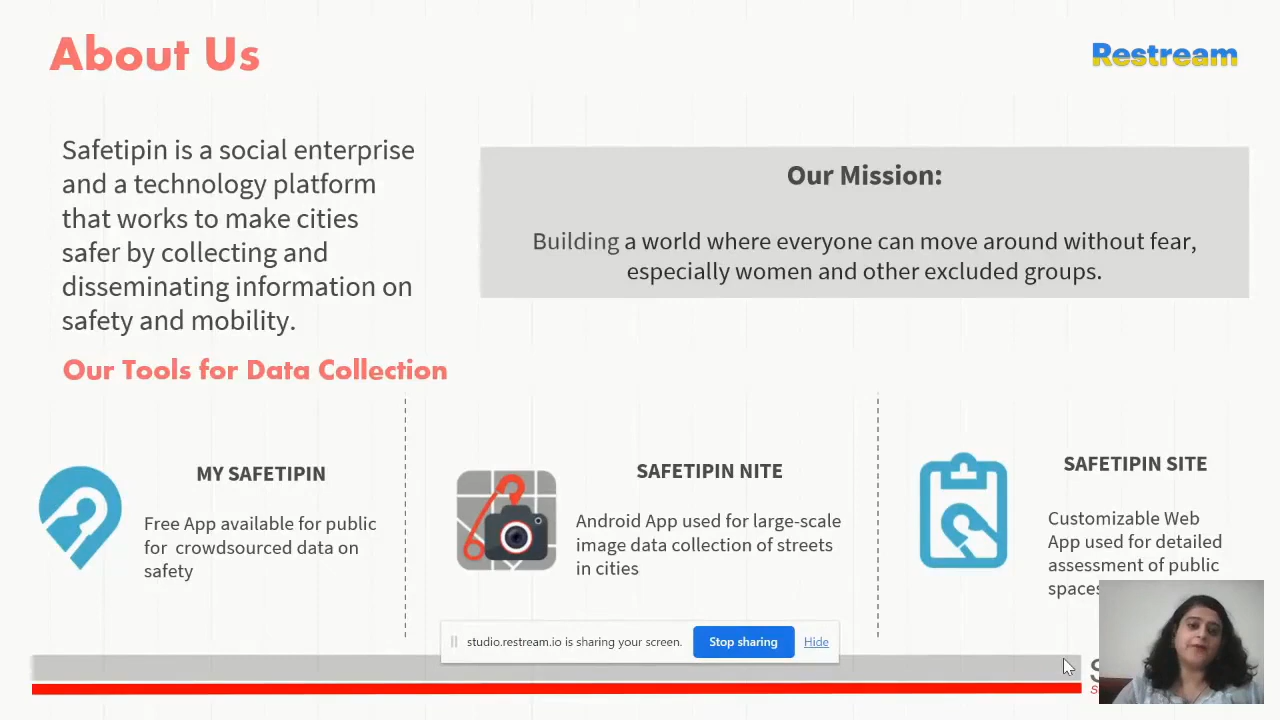 About Us
Restream
Safetipin is a social enterprise
and a technology platform
that works to make cities
safer by collecting and
disseminating information on
safety and mobility.
Our Mission:
Building a world where everyone can move around without fear,
especially women and other excluded groups.
Our Tools for Data Collection
MY SAFETIPIN
Free App available for public
for crowdsourced data on
safety
SAFETIPIN NITE
Android App used for large-scale
image data collection of streets
in cities
SAFETIPIN SITE
Customizable Web
App used for detailed
assessment of public
spaces
studio.restream.io is sharing your screen.
Stop sharing
Hide